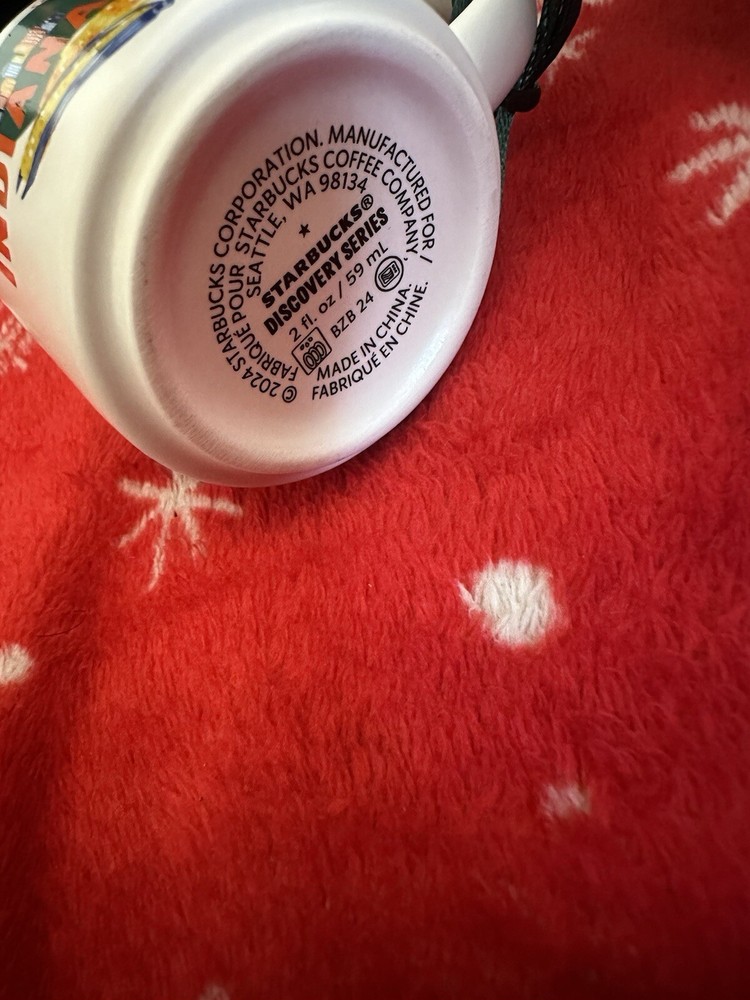 INDIANA
© 2024 STARBUCKS CORPORATION. MANUFACTURED FOR /
FABRIQUÉ POUR STARBUCKS COFFEE COMPANY,
SEATTLE, WA 98134
STARBUCKS®
DISCOVERY SERIES
2 fl. oz / 59 mL
BZB 24
MADE IN CHINA.
FABRIQUÉ EN CHINE.